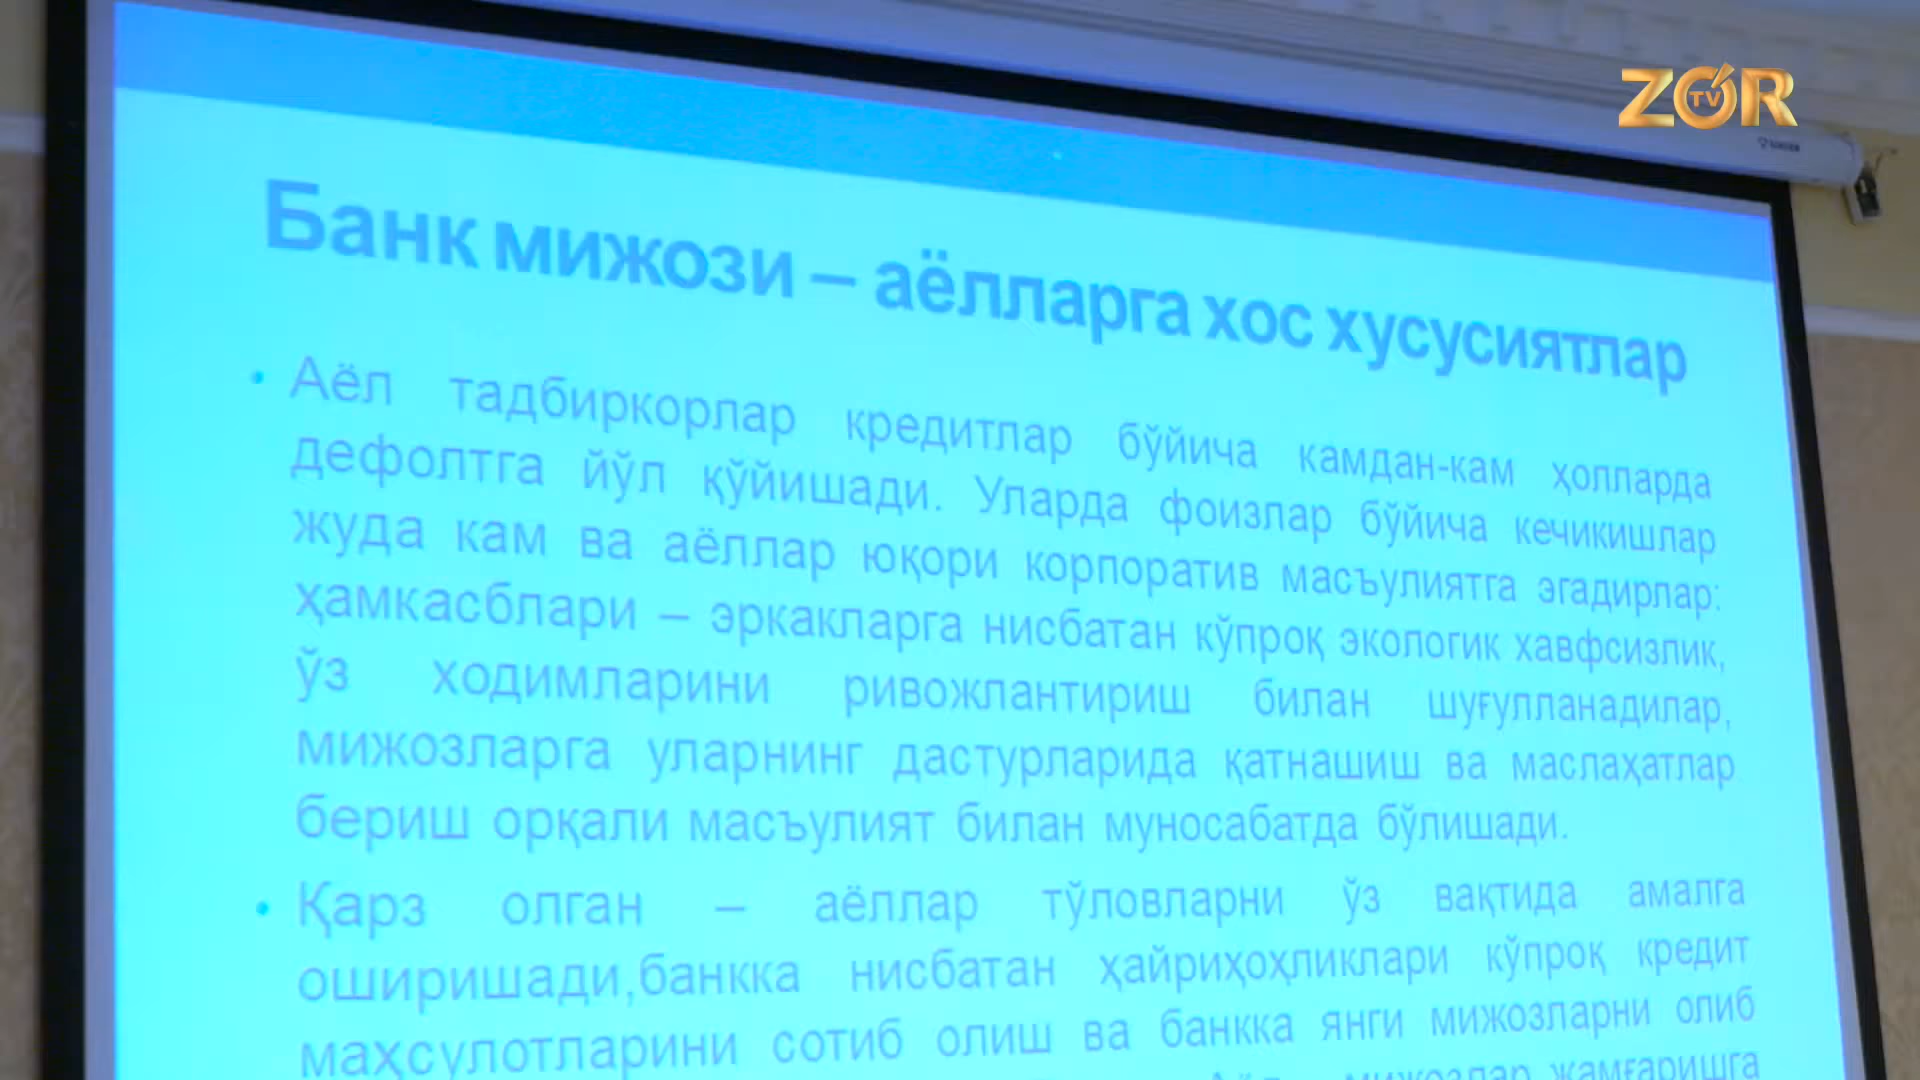 ZOR TV
Банк мижози – аёлларга хос хусусиятлар
• Аёл тадбиркорлар кредитлар бўйича камдан-кам ҳолларда
дефолтга йўл қўйишади. Уларда фоизлар бўйича кечикишлар
жуда кам ва аёллар юқори корпоратив масъулиятга эгадирлар:
ҳамкасблари – эркакларга нисбатан кўпроқ экологик хавфсизлик,
ўз ходимларини ривожлантириш билан шуғулланадилар,
мижозларга уларнинг дастурларида қатнашиш ва маслаҳатлар
бериш орқали масъулият билан муносабатда бўлишади.
• Қарз олган – аёллар тўловларни ўз вақтида амалга
оширишади,банкка нисбатан ҳайриҳоҳликлари кўпроқ кредит
маҳсулотларини сотиб олиш ва банкка янги мижозларни олиб
мижозлар жамғаришга